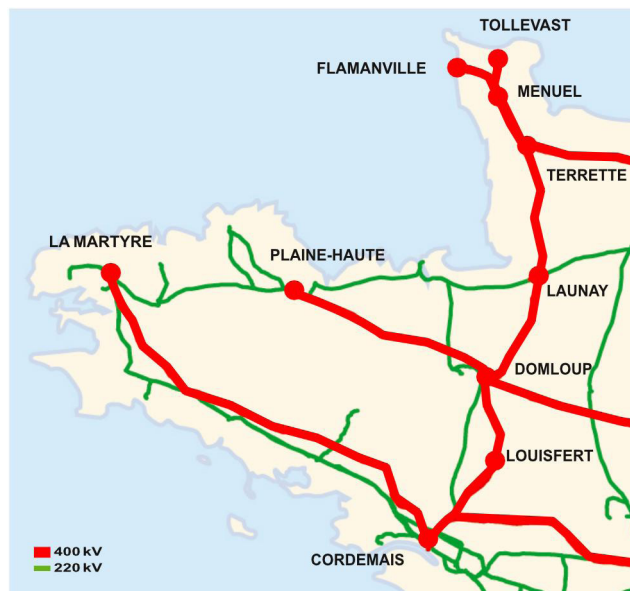 TOLLEVAST
FLAMANVILLE
MENUEL
TERRETTE
LA MARTYRE
PLAINE-HAUTE
LAUNAY
DOMLOUP
LOUISFERT
400 kV
CORDEMAIS
220 kV